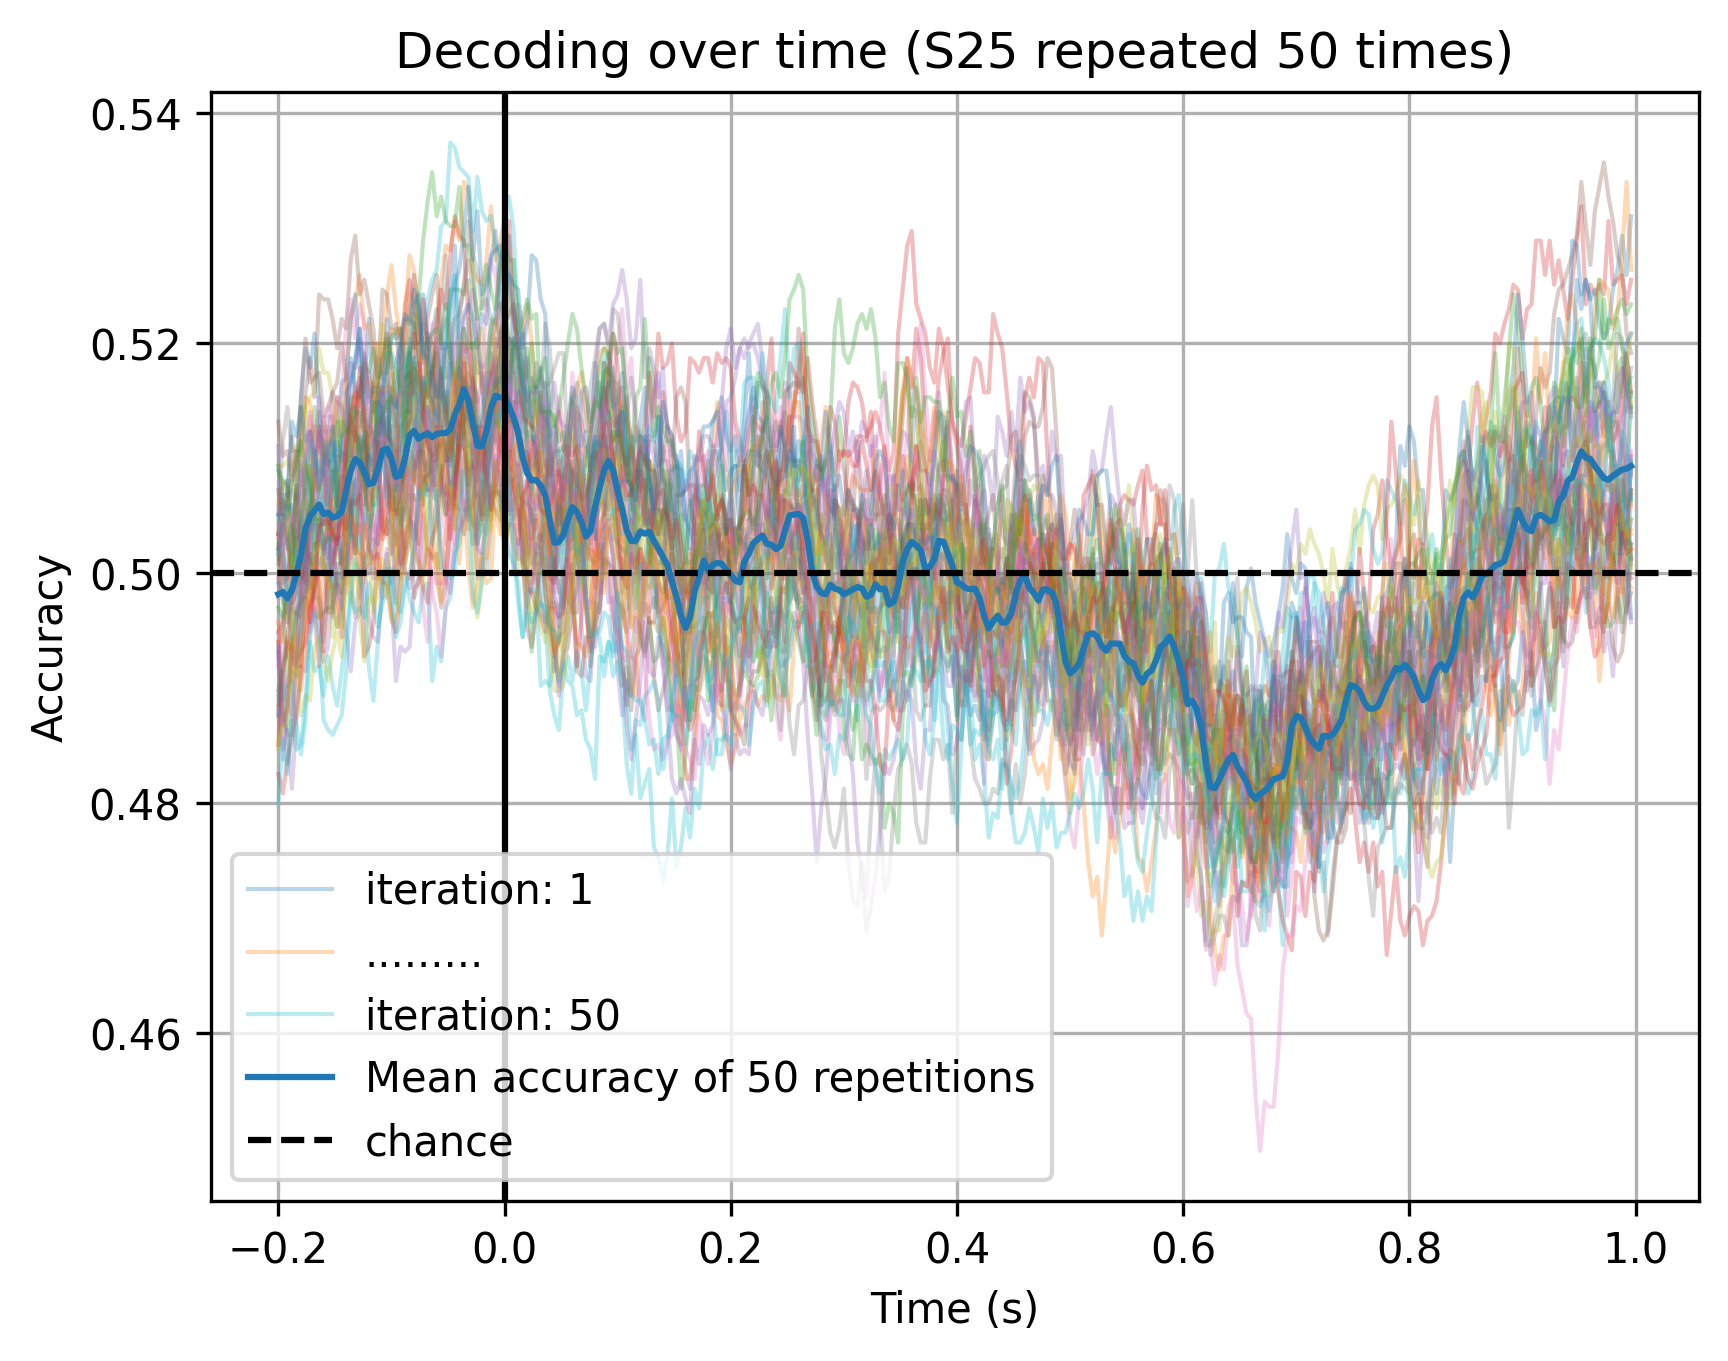 Decoding over time (S25 repeated 50 times)
0.54
0.52
0.50
0.48
0.46
Accuracy
iteration: 1
.........
iteration: 50
Mean accuracy of 50 repetitions
chance
−0.2 0.0 0.2 0.4 0.6 0.8 1.0
Time (s)